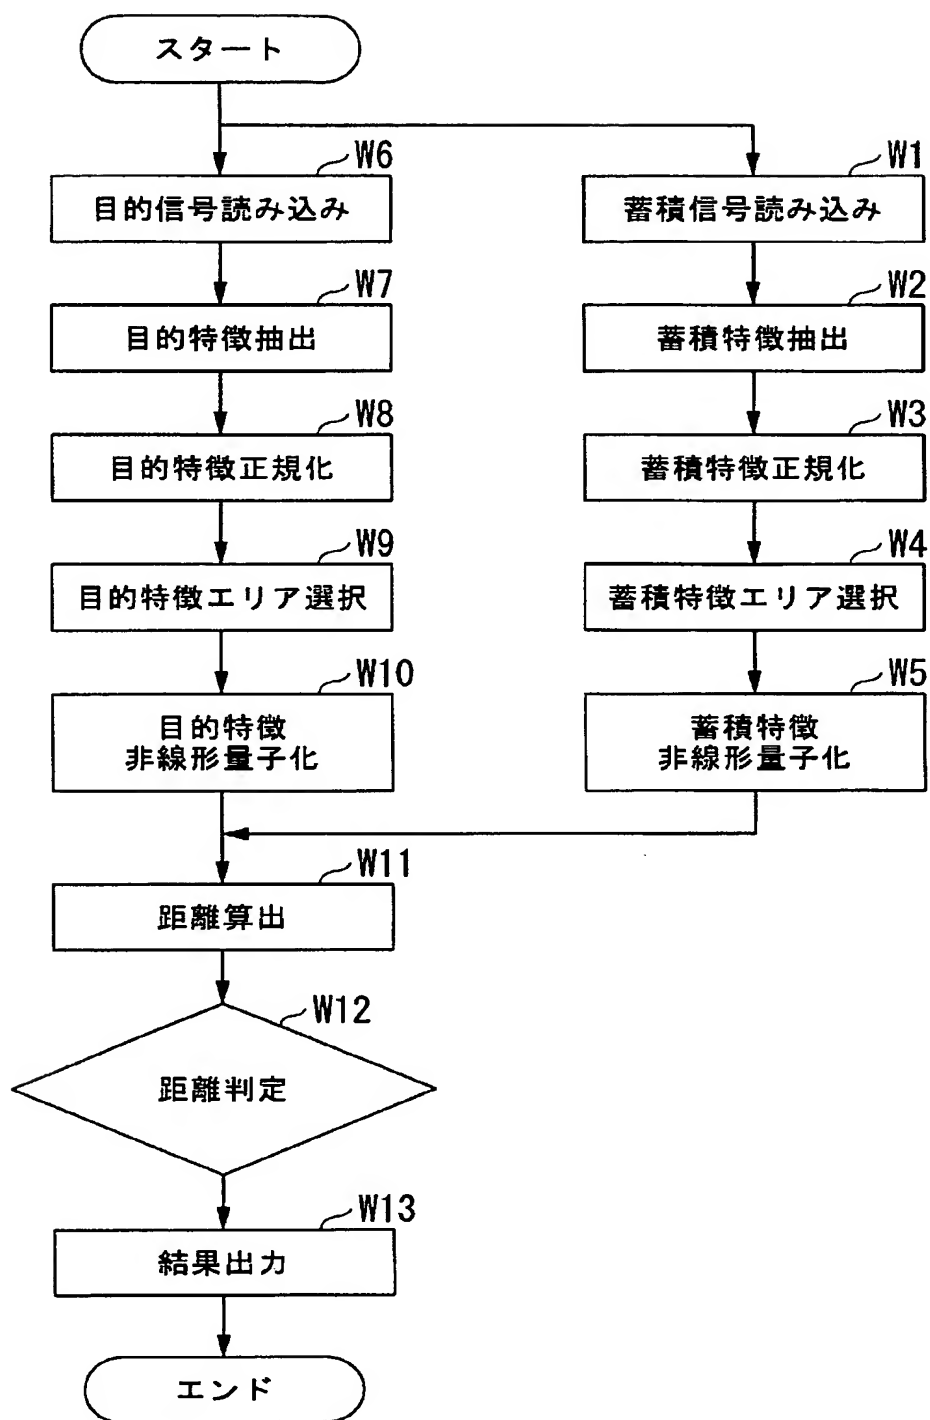 スタート
W6
目的信号読み込み
W7
目的特徴抽出
W8
目的特徴正規化
W9
目的特徴エリア選択
W10
目的特徴
非線形量子化
W1
蓄積信号読み込み
W2
蓄積特徴抽出
W3
蓄積特徴正規化
W4
蓄積特徴エリア選択
W5
蓄積特徴
非線形量子化
W11
距離算出
W12
距離判定
W13
結果出力
エンド